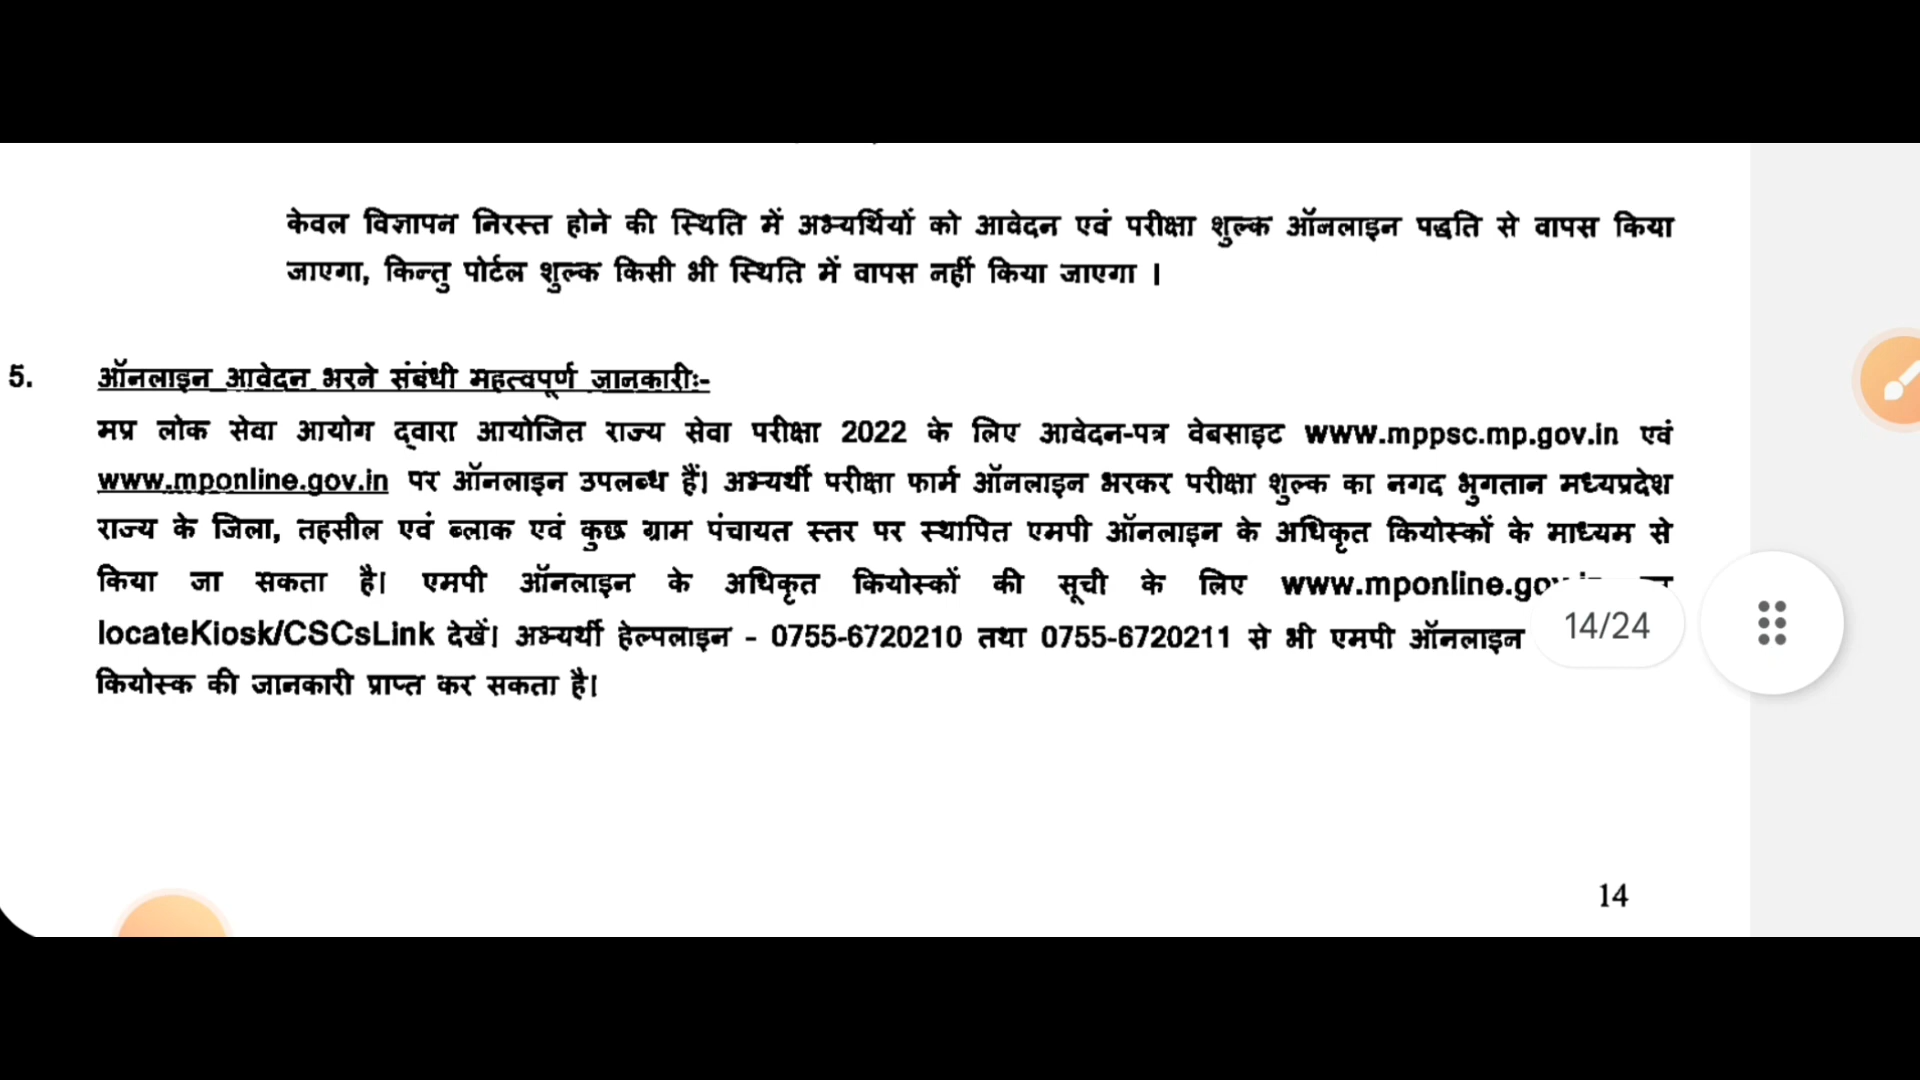 केवल विज्ञापन निरस्त होने की स्थिति में अभ्यर्थियों को आवेदन एवं परीक्षा शुल्क ऑनलाइन पद्धति से वापस किया
जाएगा, किन्तु पोर्टल शुल्क किसी भी स्थिति में वापस नहीं किया जाएगा ।
5. ऑनलाइन आवेदन भरने संबंधी महत्वपूर्ण जानकारीः-
मप्र लोक सेवा आयोग द्वारा आयोजित राज्य सेवा परीक्षा 2022 के लिए आवेदन-पत्र वेबसाइट www.mppsc.mp.gov.in एवं
www.mponline.gov.in पर ऑनलाइन उपलब्ध हैं। अभ्यर्थी परीक्षा फार्म ऑनलाइन भरकर परीक्षा शुल्क का नगद भुगतान मध्यप्रदेश
राज्य के जिला, तहसील एवं ब्लाक एवं कुछ ग्राम पंचायत स्तर पर स्थापित एमपी ऑनलाइन के अधिकृत कियोस्कों के माध्यम से
किया जा सकता है। एमपी ऑनलाइन के अधिकृत कियोस्कों की सूची के लिए
locateKiosk/CSCsLink देखें। अभ्यर्थी हेल्पलाइन - 0755-6720210 तथा 0755-6720211 से भी एमपी ऑनलाइन
14/24
कियोस्क की जानकारी प्राप्त कर सकता है।
14